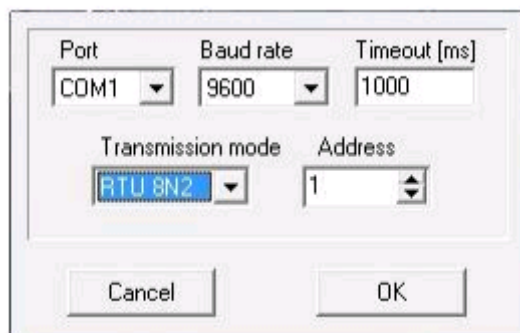 Port Baud rate Timeout [ms]
COM1 9600 1000
Transmission mode Address
RTU 8N2 1
Cancel OK